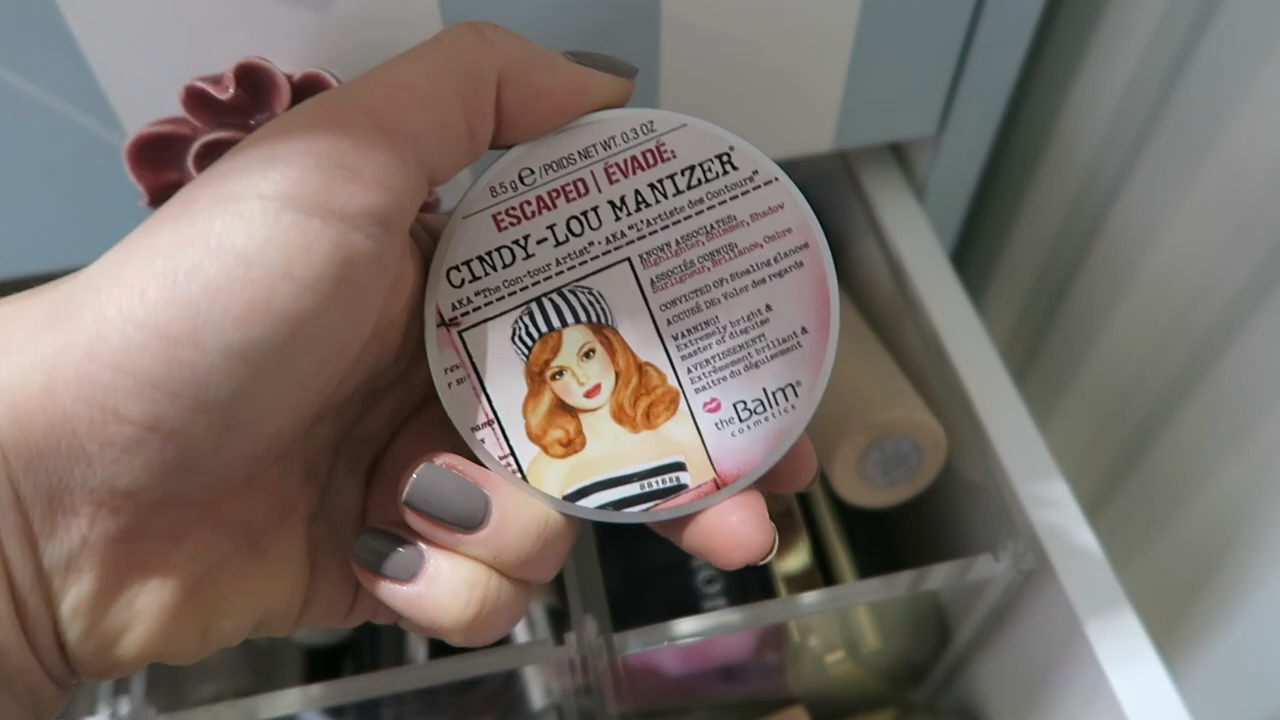 8.5 g e / POIDS NET WT. 0.3 OZ
ESCAPED | ÉVADÉ:
CINDY-LOU MANIZER®
AKA "The Con-tour Artist" · AKA "L'Artiste des Contours"
KNOWN ASSOCIATES:
Highlighter, Shimmer, Shadow
ASSOCIÉS CONNUS:
Surligneur, Brillance, Ombre
CONVICTED OF: Stealing glances
ACCUSÉ DE: Voler des regards
WARNING!
Extremely bright &
master of disguise
AVERTISSEMENT!
Extrêmement brillant &
maître du déguisement
theBalm®
cosmetics
881688